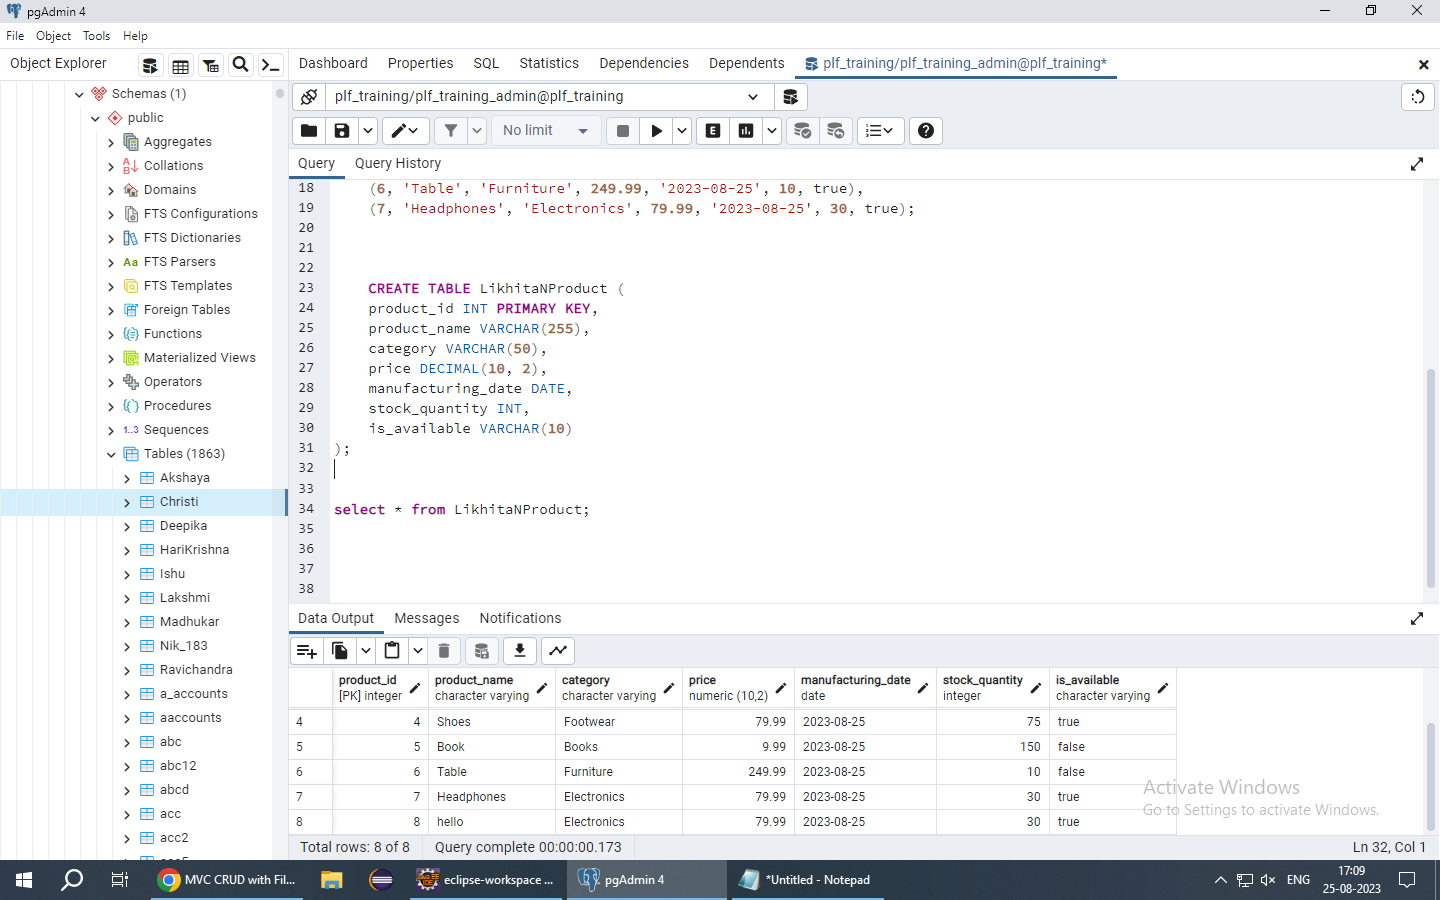 pgAdmin 4
File Object Tools Help
Object Explorer
Dashboard Properties SQL Statistics Dependencies Dependents plf_training/plf_training_admin@plf_training*
Schemas (1)
public
Aggregates
Collations
Domains
FTS Configurations
FTS Dictionaries
Aa FTS Parsers
FTS Templates
Foreign Tables
Functions
Materialized Views
Operators
Procedures
1..3 Sequences
Tables (1863)
Akshaya
Christi
Deepika
HariKrishna
Ishu
Lakshmi
Madhukar
Nik_183
Ravichandra
a_accounts
aaccounts
abc
abc12
abcd
acc
acc2
plf_training/plf_training_admin@plf_training
No limit
E
Query Query History
18 (6, 'Table', 'Furniture', 249.99, '2023-08-25', 10, true),
19 (7, 'Headphones', 'Electronics', 79.99, '2023-08-25', 30, true);
20
21
22
23 CREATE TABLE LikhitaNProduct (
24 product_id INT PRIMARY KEY,
25 product_name VARCHAR(255),
26 category VARCHAR(50),
27 price DECIMAL(10, 2),
28 manufacturing_date DATE,
29 stock_quantity INT,
30 is_available VARCHAR(10)
31 );
32
33
34 select * from LikhitaNProduct;
35
36
37
38
Data Output Messages Notifications
product_id product_name category price manufacturing_date stock_quantity is_available
[PK] integer character varying character varying numeric (10,2) date integer character varying
4 4 Shoes Footwear 79.99 2023-08-25 75 true
5 5 Book Books 9.99 2023-08-25 150 false
6 6 Table Furniture 249.99 2023-08-25 10 false
7 7 Headphones Electronics 79.99 2023-08-25 30 true
8 8 hello Electronics 79.99 2023-08-25 30 true
Activate Windows
Go to Settings to activate Windows.
Total rows: 8 of 8 Query complete 00:00:00.173 Ln 32, Col 1
MVC CRUD with Fil... eclipse-workspace ... pgAdmin 4 *Untitled - Notepad ENG 17:09
25-08-2023